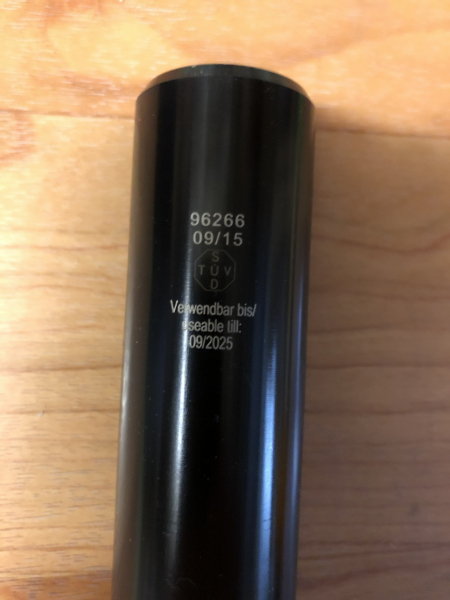 96266
09/15
S
TÜV
D
Verwendbar bis/
useable till:
09/2025